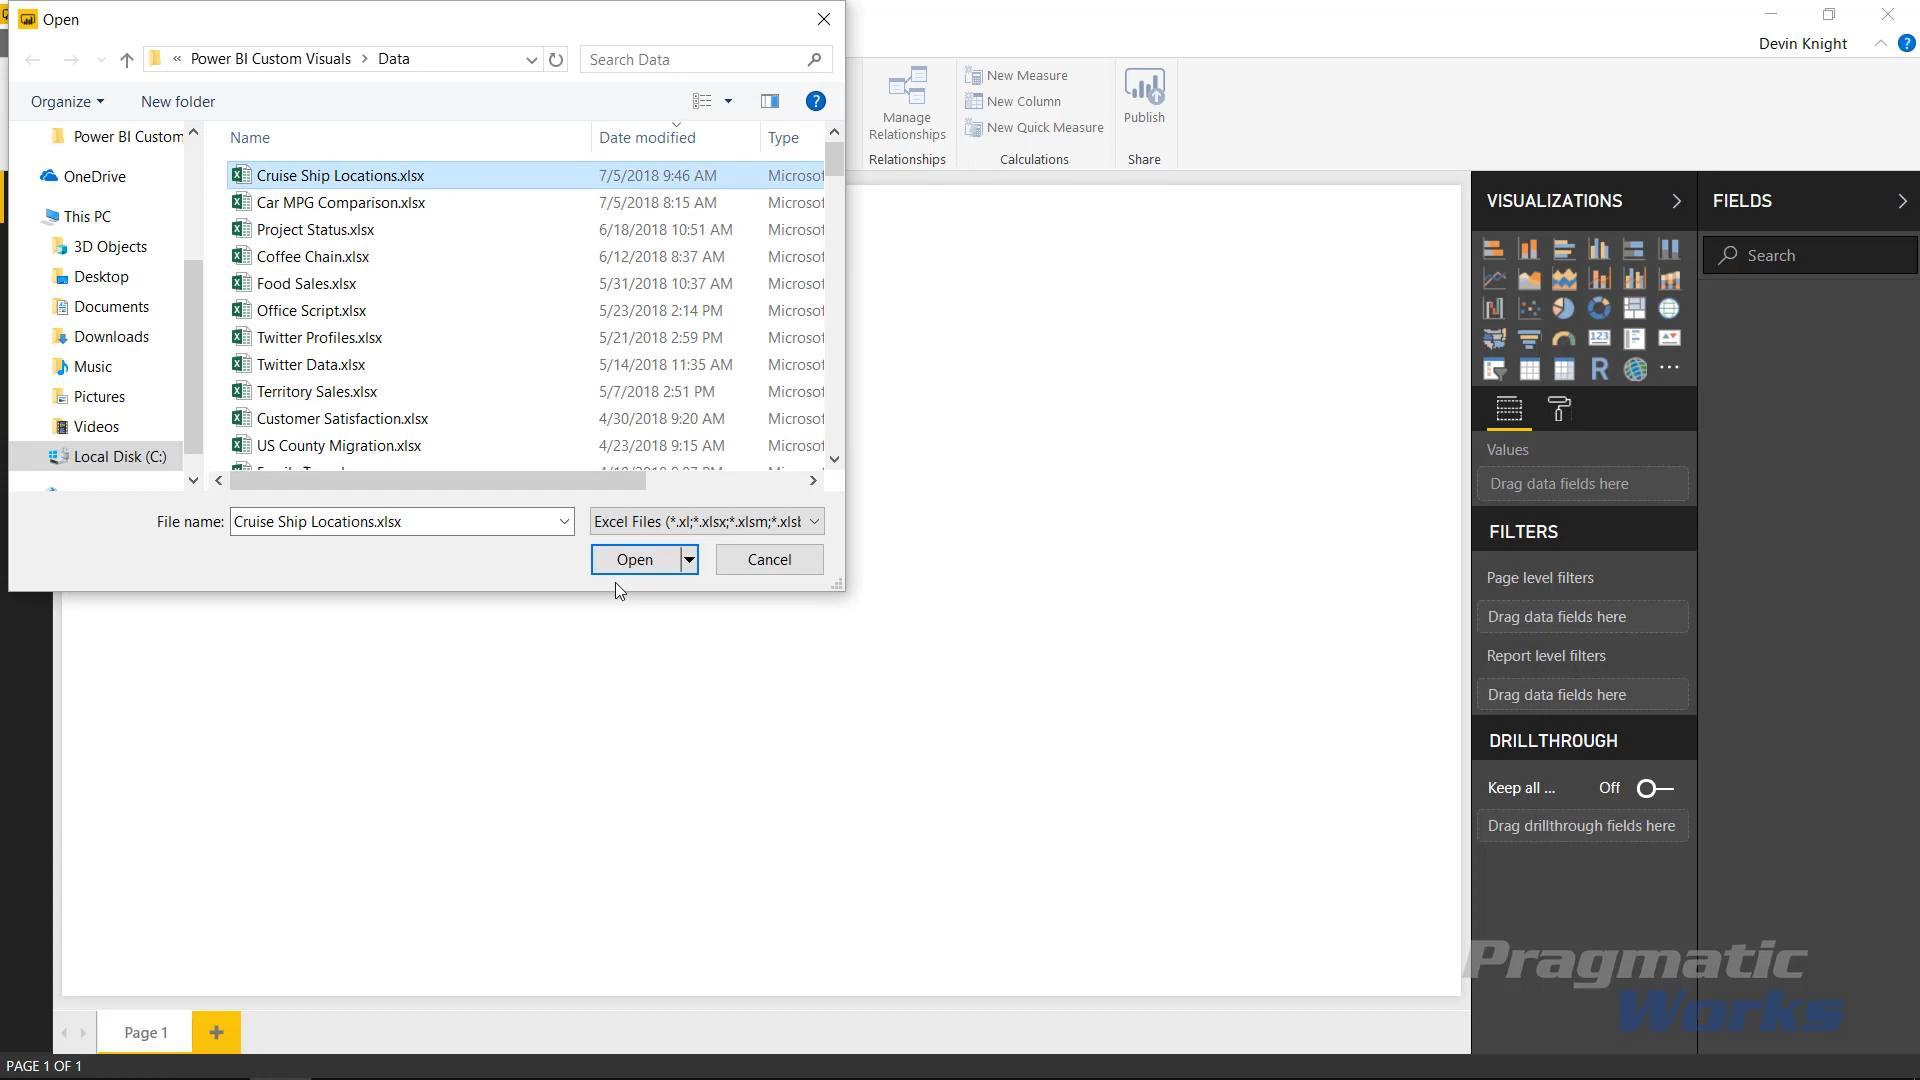 Open
Devin Knight
« Power BI Custom Visuals > Data
Search Data
Organize
New folder
Manage
Relationships
Relationships
New Measure
New Column
New Quick Measure
Calculations
Publish
Share
Power BI Custom
OneDrive
This PC
3D Objects
Desktop
Documents
Downloads
Music
Pictures
Videos
Local Disk (C:)
Name Date modified Type
Cruise Ship Locations.xlsx 7/5/2018 9:46 AM Microsof
Car MPG Comparison.xlsx 7/5/2018 8:15 AM Microsof
Project Status.xlsx 6/18/2018 10:51 AM Microsof
Coffee Chain.xlsx 6/12/2018 8:37 AM Microsof
Food Sales.xlsx 5/31/2018 10:37 AM Microsof
Office Script.xlsx 5/23/2018 2:14 PM Microsof
Twitter Profiles.xlsx 5/21/2018 2:59 PM Microsof
Twitter Data.xlsx 5/14/2018 11:35 AM Microsof
Territory Sales.xlsx 5/7/2018 2:51 PM Microsof
Customer Satisfaction.xlsx 4/30/2018 9:20 AM Microsof
US County Migration.xlsx 4/23/2018 9:15 AM Microsof
File name: Cruise Ship Locations.xlsx
Excel Files (*.xl;*.xlsx;*.xlsm;*.xlsb
Open
Cancel
VISUALIZATIONS
FIELDS
Search
123
R
Values
Drag data fields here
FILTERS
Page level filters
Drag data fields here
Report level filters
Drag data fields here
DRILLTHROUGH
Keep all ... Off
Drag drillthrough fields here
Pragmatic
Works
Page 1
PAGE 1 OF 1